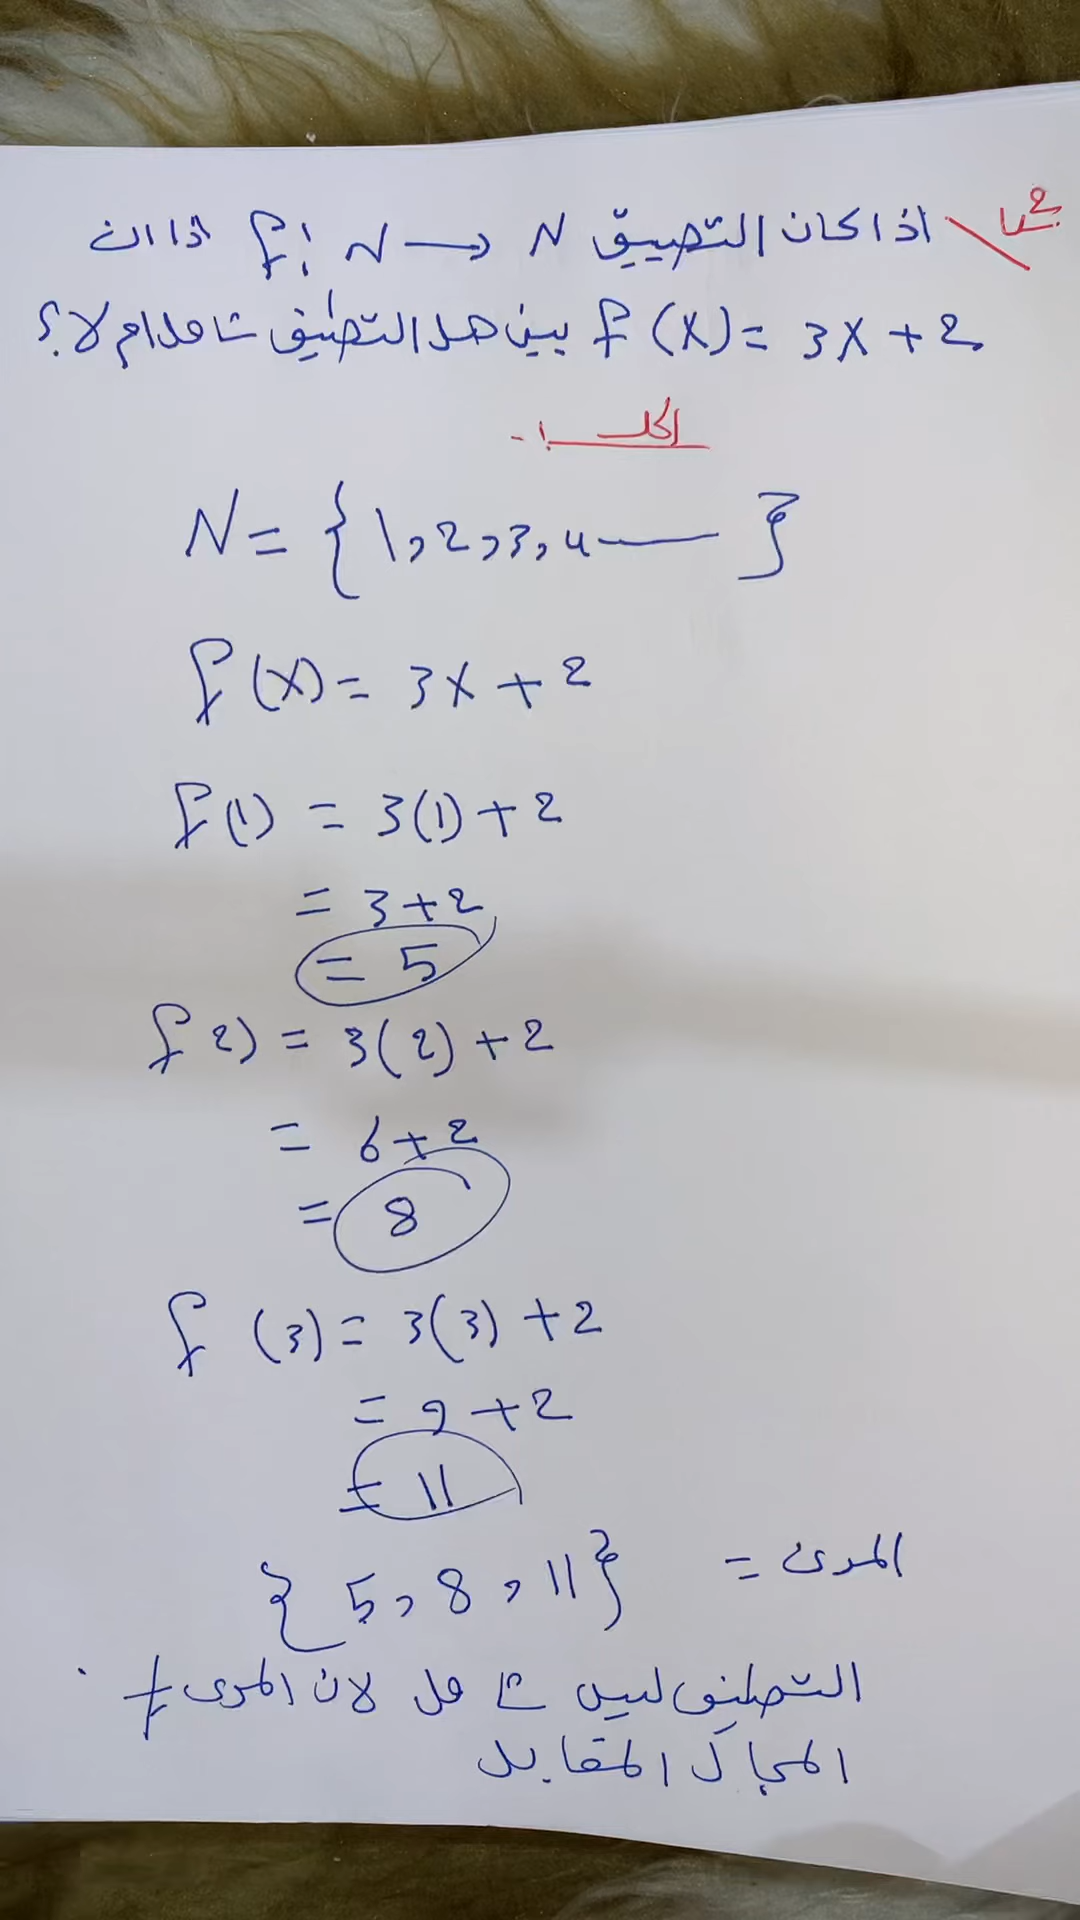 س2 \ اذا كان التطبيق f: N → N اذا ان
f(x) = 3x + 2 بين هل التطبيق شامل ام لا؟
الحل :-
N = {1, 2, 3, 4 ——— }
f(x) = 3x + 2
f(1) = 3(1) + 2
= 3 + 2
= 5
f 2) = 3(2) + 2
= 6 + 2
= 8
f (3) = 3(3) + 2
= 9 + 2
= 11
المدى = {5, 8, 11}
التطبيق ليس شامل لان المدى ≠
المجال المقابل